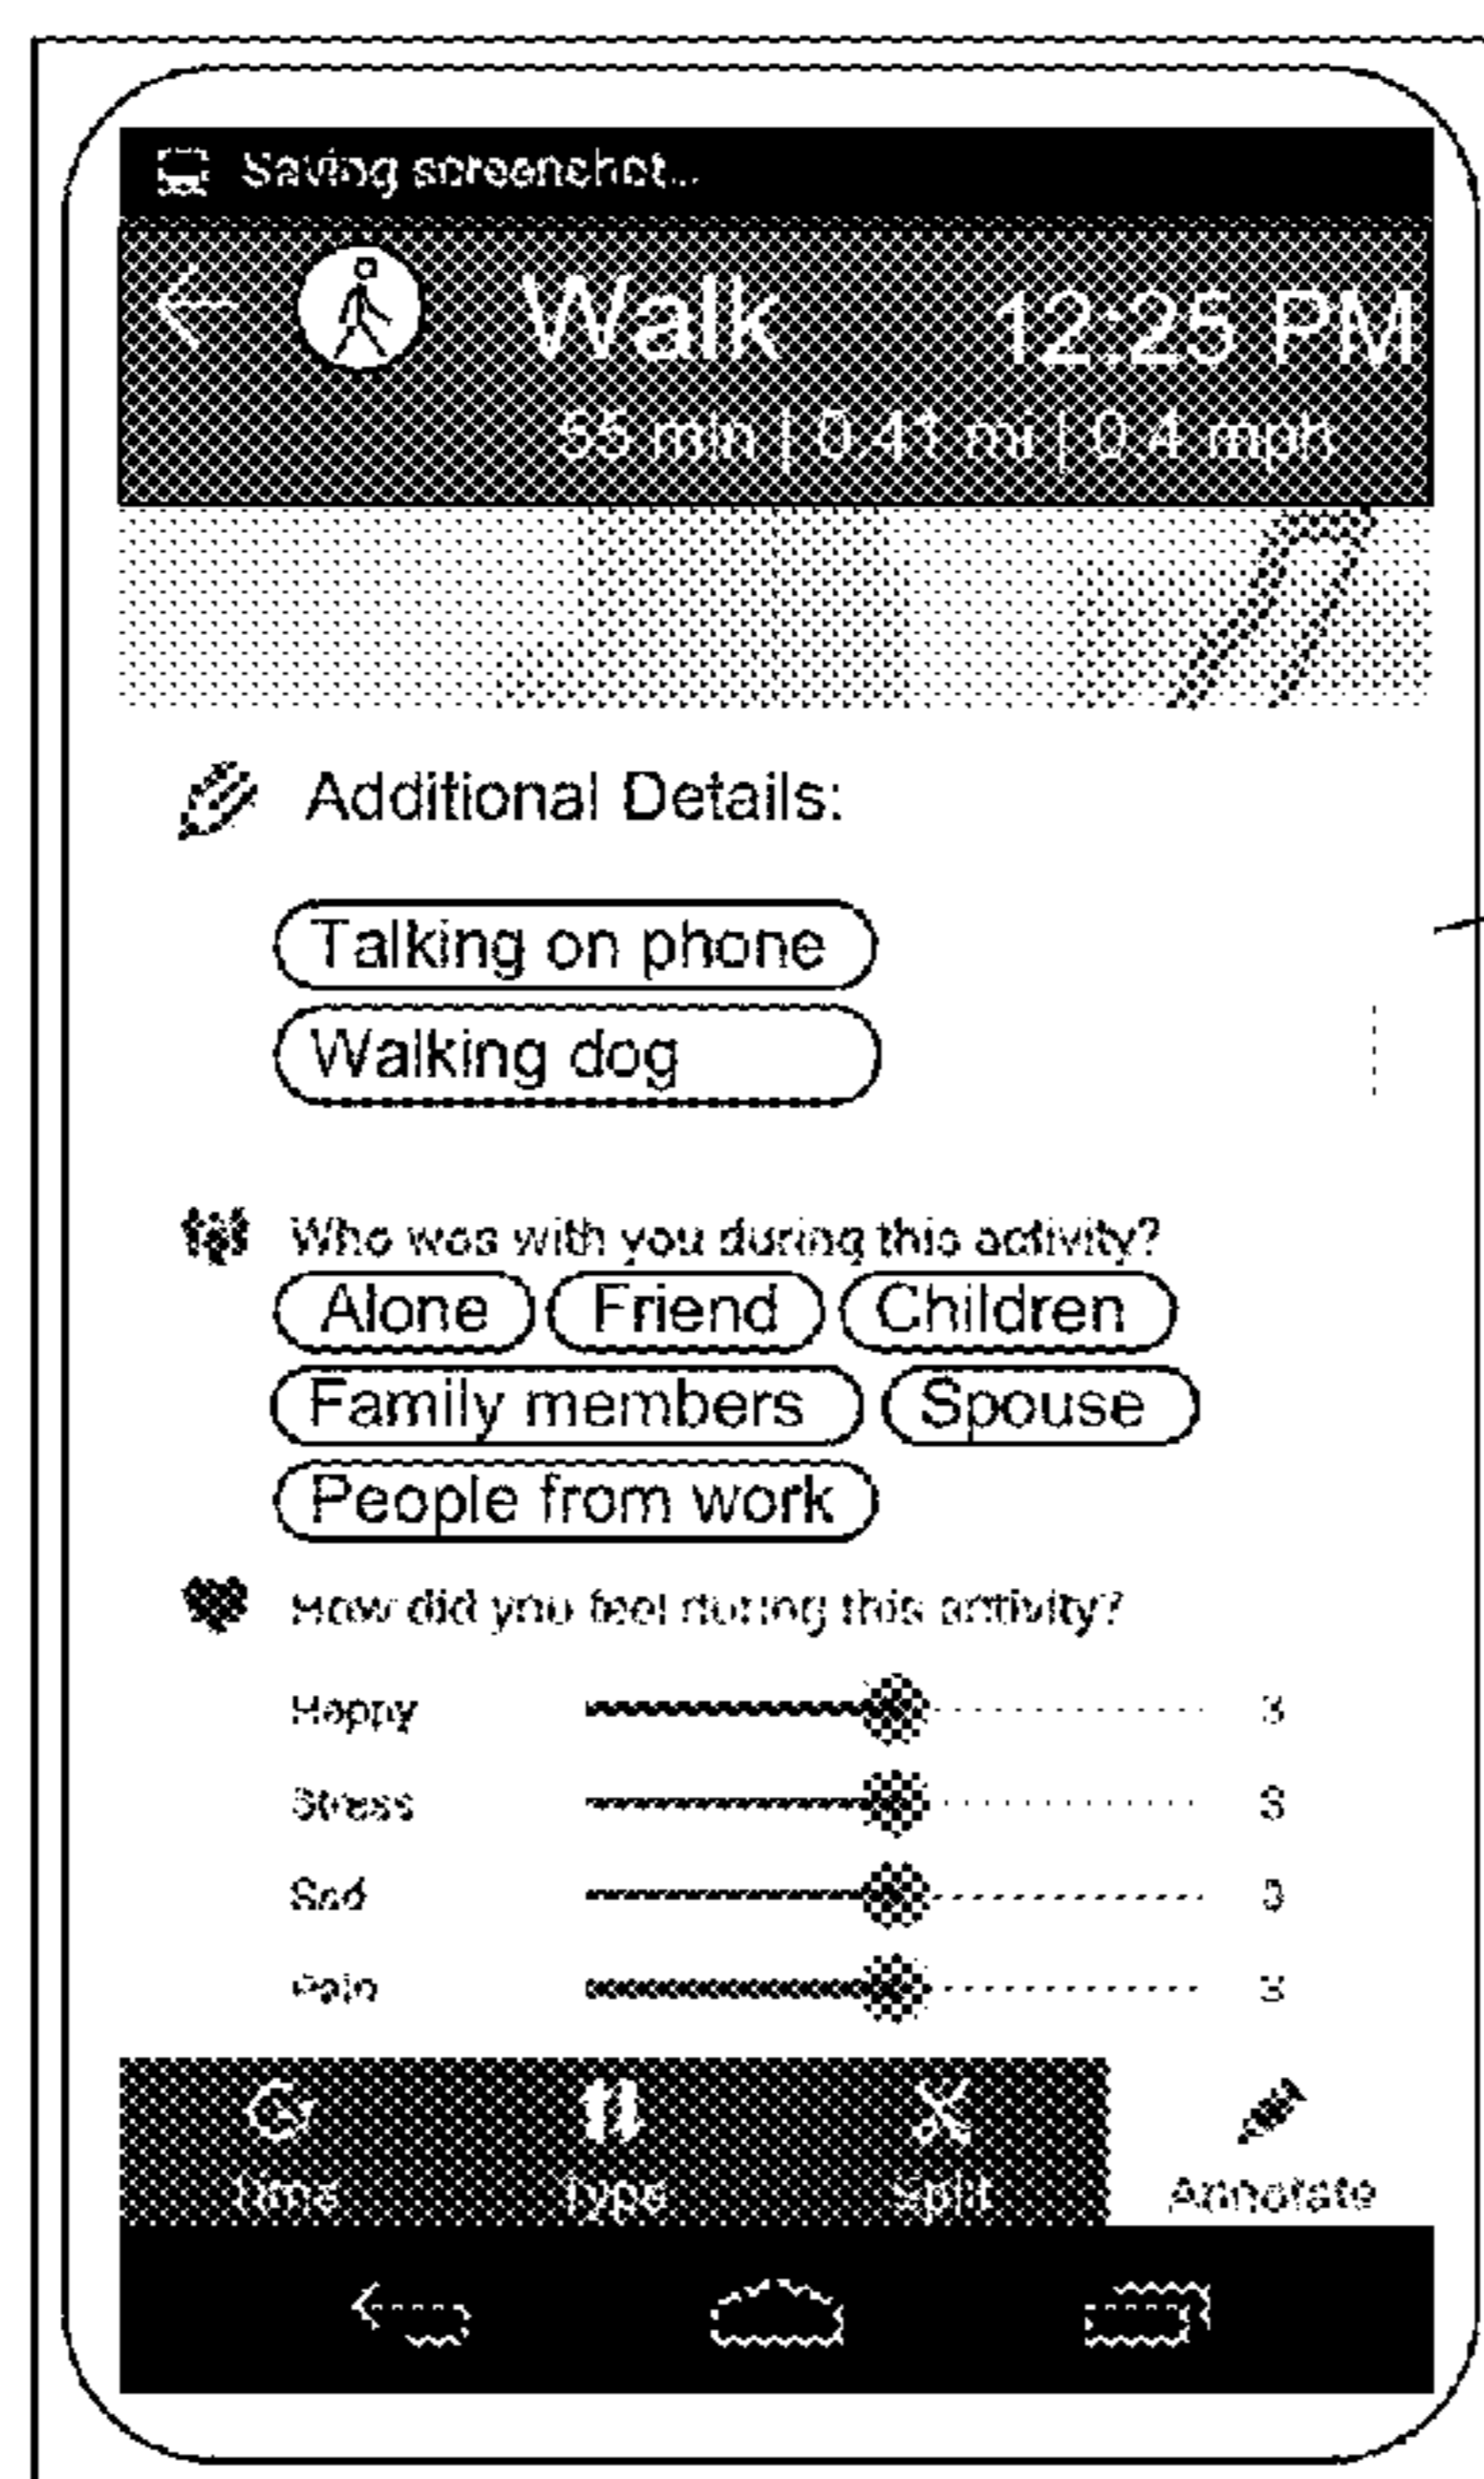 Saving screenshot...
Walk 12:25 PM
min | 0.41 mi | 0.4 mph
Additional Details:
Talking on phone
Walking dog
Who was with you during this activity?
Alone Friend Children
Family members Spouse
People from work
How did you feel during this activity?
Happy 3
Stress 3
Sad 3
Pain 3
Time Type Split Annotate